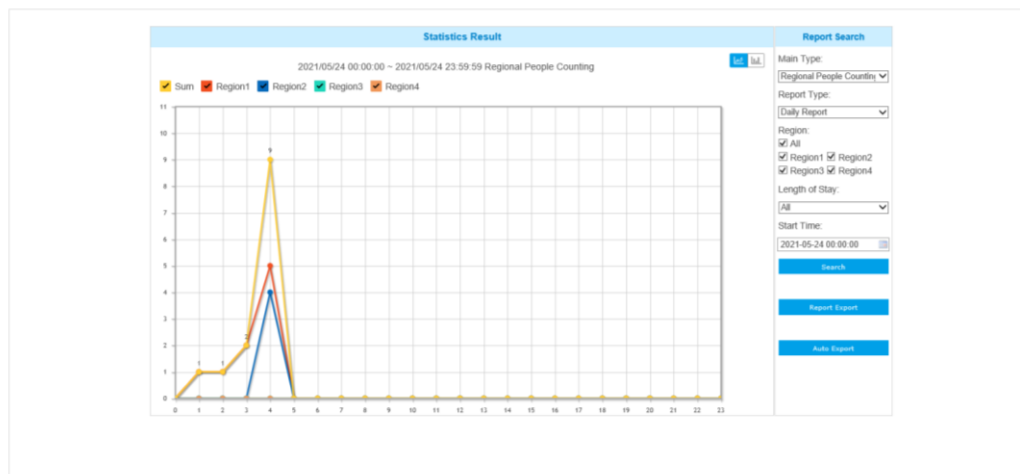 Statistics Result
2021/05/24 00:00:00 ~ 2021/05/24 23:59:59 Regional People Counting
Sum Region1 Region2 Region3 Region4
11
10
9
9
8
7
6
5
4
3
2
2
1
1 1
0
0 1 2 3 4 5 6 7 8 9 10 11 12 13 14 15 16 17 18 19 20 21 22 23
Report Search
Main Type:
Regional People Counting
Report Type:
Daily Report
Region:
All
Region1 Region2
Region3 Region4
Length of Stay:
All
Start Time:
2021-05-24 00:00:00
Search
Report Export
Auto Export